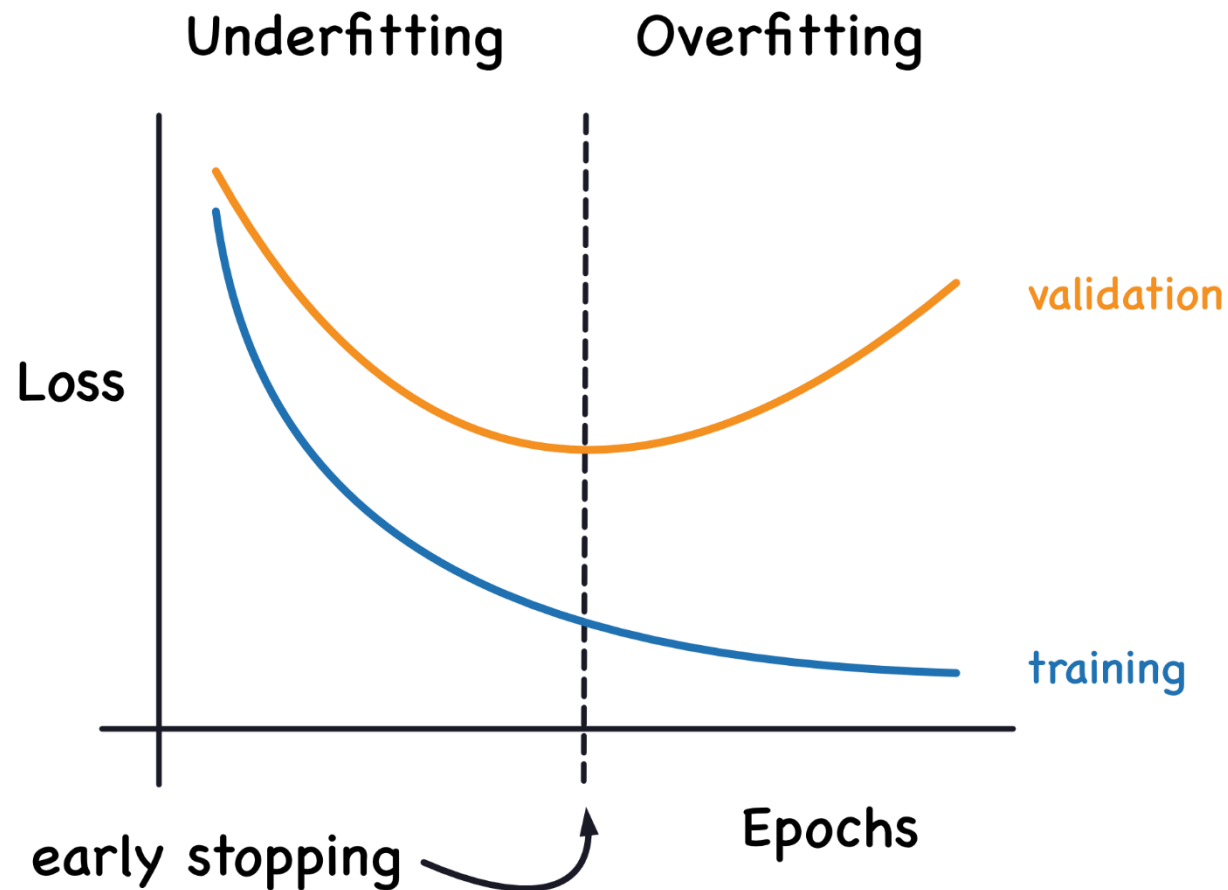 Underfitting
Overfitting
validation
Loss
training
Epochs
early stopping